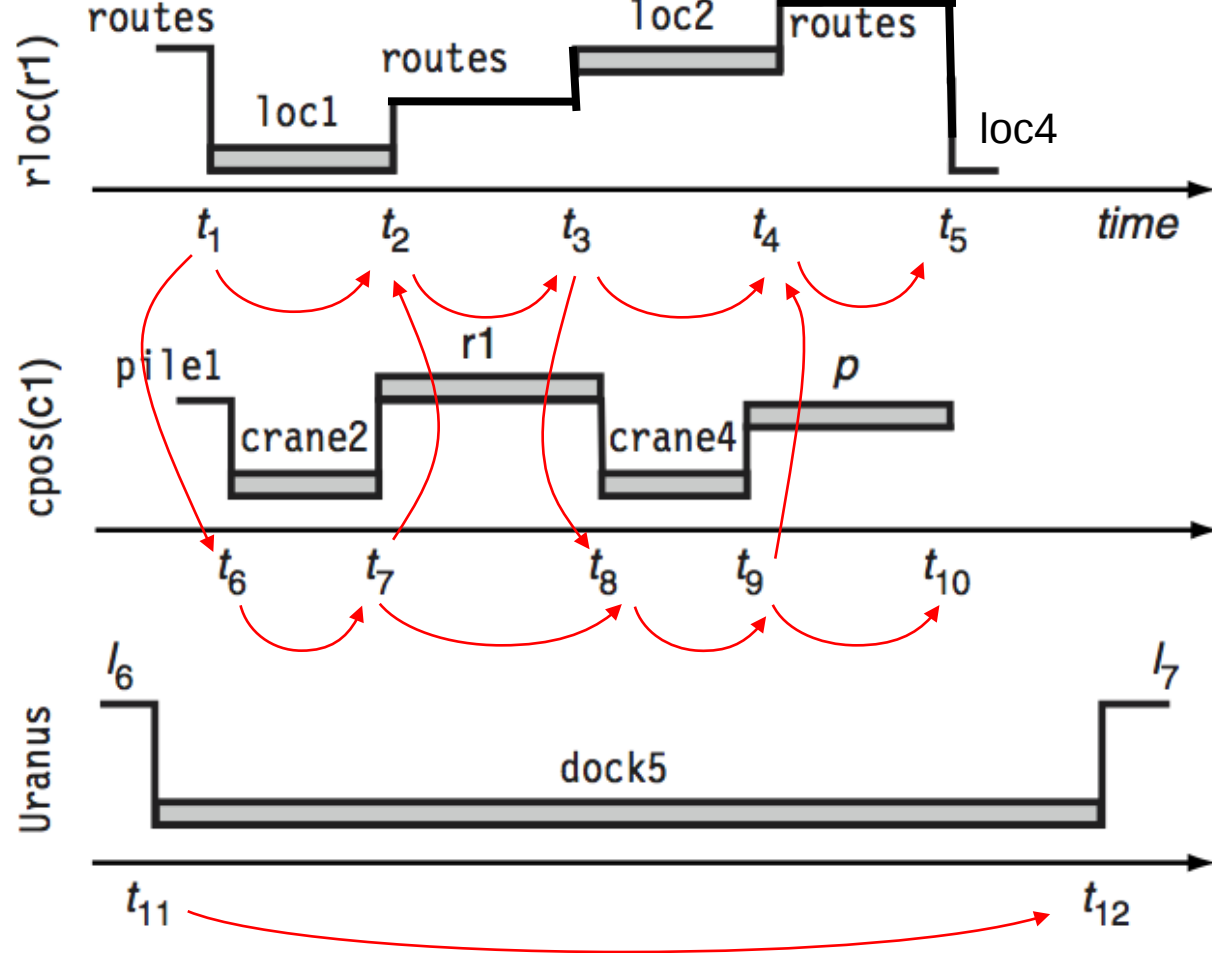 routes
loc2
routes
routes
loc1
loc4
rloc(r1)
t1 t2 t3 t4 t5 time
r1
pile1
p
crane2 crane4
cpos(c1)
t6 t7 t8 t9 t10
l6 l7
dock5
Uranus
t11 t12